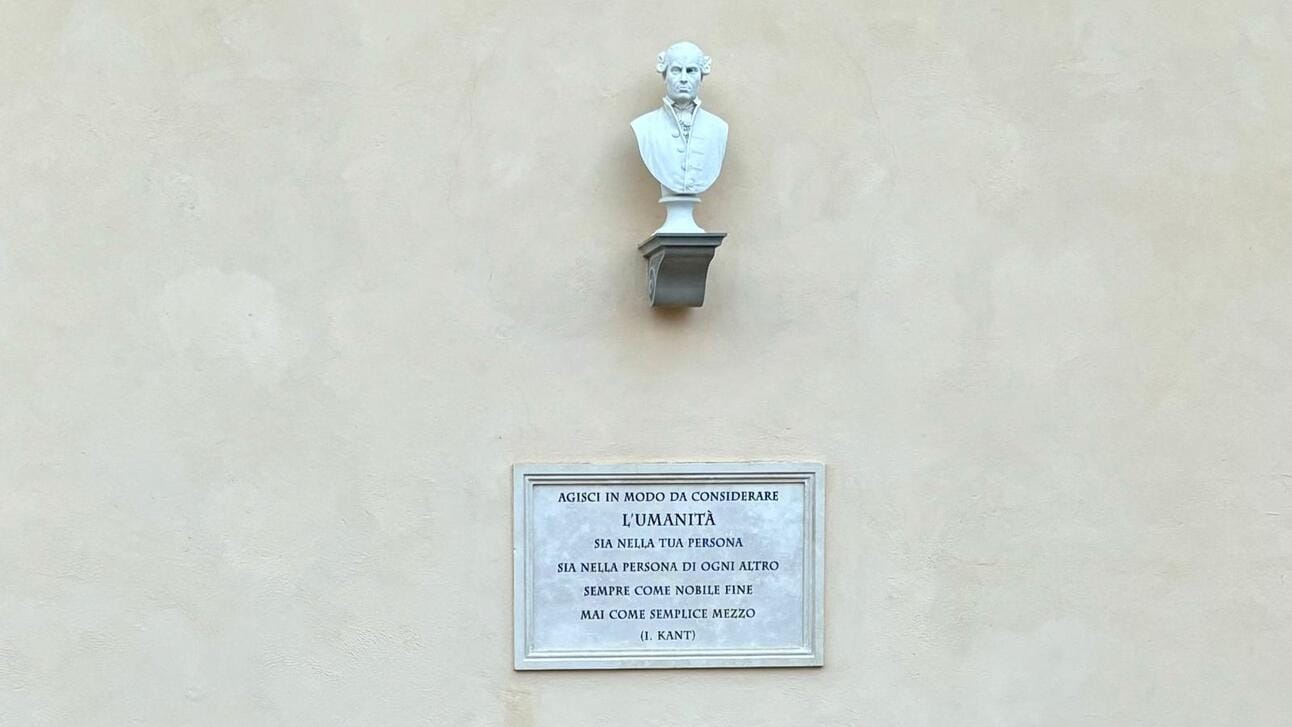 AGISCI IN MODO DA CONSIDERARE
L'UMANITÀ
SIA NELLA TUA PERSONA
SIA NELLA PERSONA DI OGNI ALTRO
SEMPRE COME NOBILE FINE
MAI COME SEMPLICE MEZZO
(I. KANT)